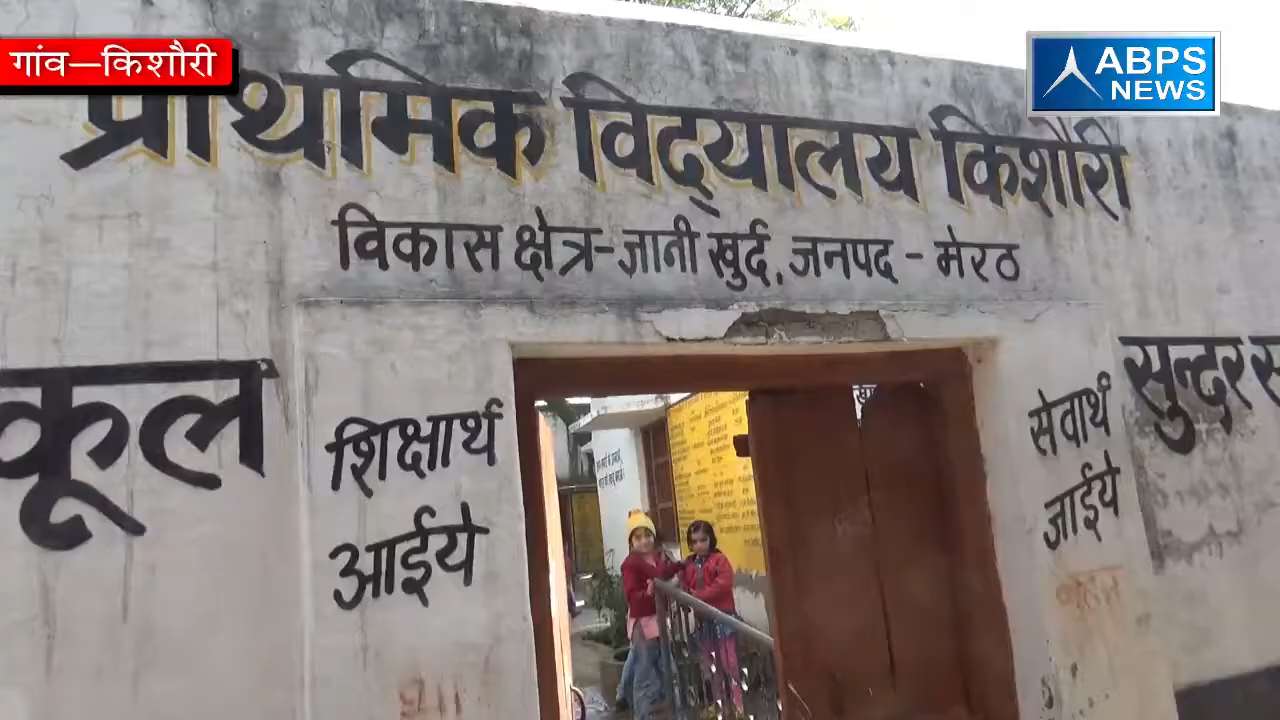 गांव–किशौरी
ABPS
NEWS
प्राथमिक विद्यालय किशौरी
विकास क्षेत्र-जानी खुर्द, जनपद - मेरठ
कूल
शिक्षार्थ
आईये
सेवार्थ
जाईये
सुन्दर स